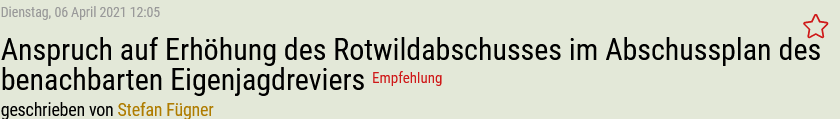 Dienstag, 06 April 2021 12:05
Anspruch auf Erhöhung des Rotwildabschusses im Abschussplan des
benachbarten Eigenjagdreviers Empfehlung
geschrieben von Stefan Fügner